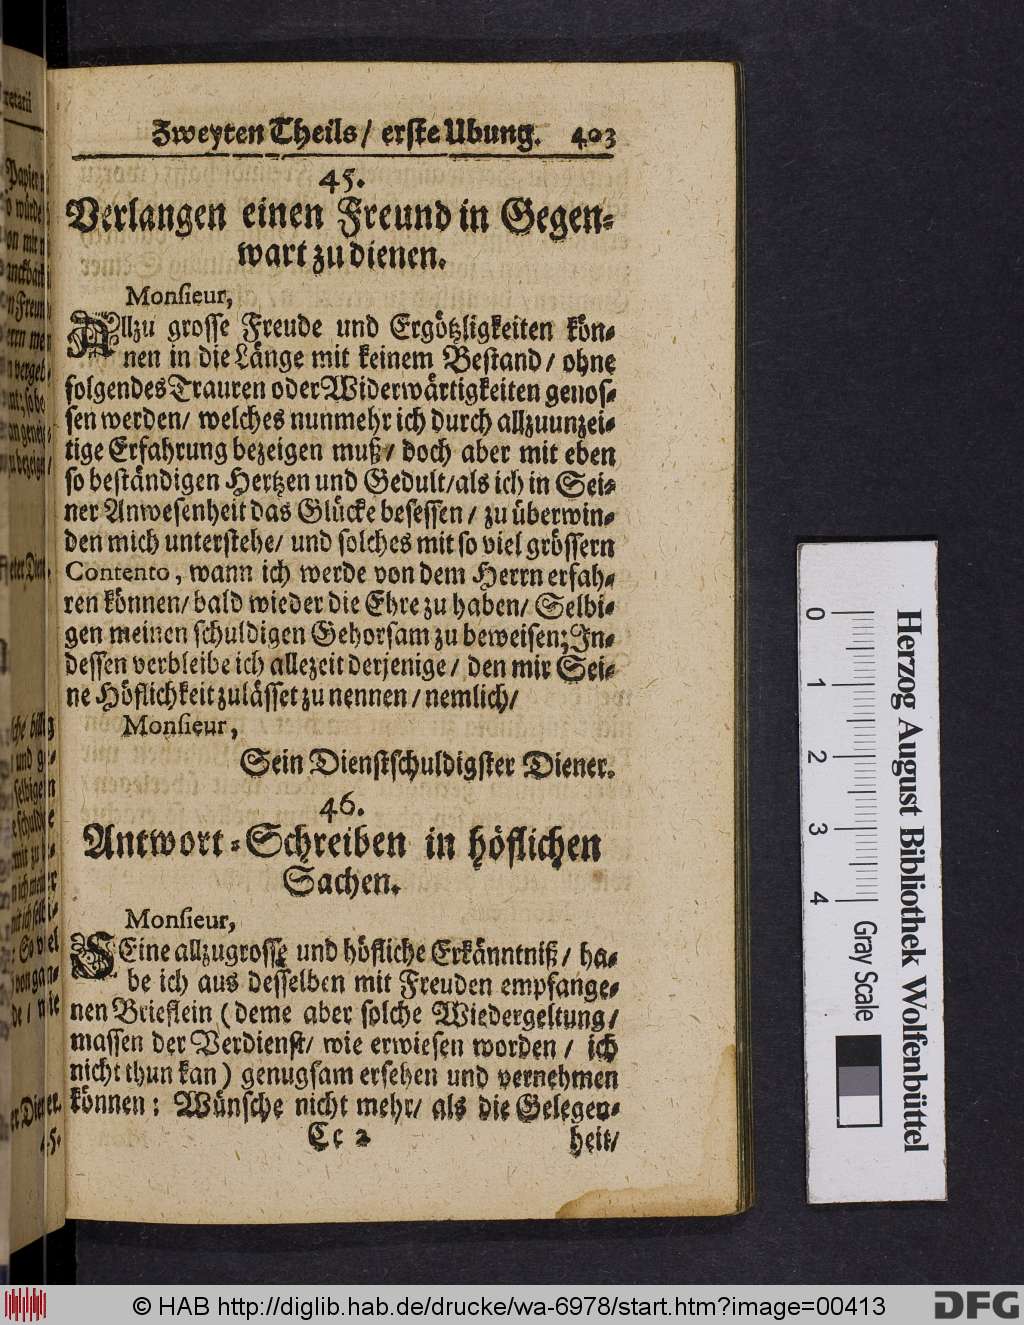 Zweyten Theils/ erste Ubung. 403
45.
Verlangen einen Freund in Gegen-
wart zu dienen.
Monsieur,
Allzu grosse Freude und Ergötzligkeiten kön-
nen in die Länge mit keinem Bestand / ohne
folgendes Trauren oder Widerwärtigkeiten genos-
sen werden/ welches nunmehr ich durch allzuunzei-
tige Erfahrung bezeigen muß/ doch aber mit eben
so beständigen Hertzen und Gedult/als ich in Sei-
ner Anwesenheit das Glücke besessen / zu überwin-
den mich unterstehe/ und solches mit so viel grössern
Contento, wann ich werde von dem Herrn erfah-
ren können/ bald wieder die Ehre zu haben/ Selbi-
gen meinen schuldigen Gehorsam zu beweisen; In-
dessen verbleibe ich allezeit derjenige / den mir Sei-
ne Höflichkeit zulässet zu nennen / nemlich/
Monsieur,
Sein Dienstschuldigster Diener.
46.
Antwort-Schreiben in höflichen
Sachen.
Monsieur,
SEine allzugrosse und höfliche Erkänntniß/ ha-
be ich aus desselben mit Freuden empfange-
nen Brieflein (deme aber solche Wiedergeltung/
massen der Verdienst/ wie erwiesen worden / ich
nicht thun kan) genugsam ersehen und vernehmen
können: Wünsche nicht mehr/ als die Gelegen-
Cc 2 heit/
0 1 2 3 4
Herzog August Bibliothek Wolfenbüttel
Gray Scale
© HAB http://diglib.hab.de/drucke/wa-6978/start.htm?image=00413
DFG